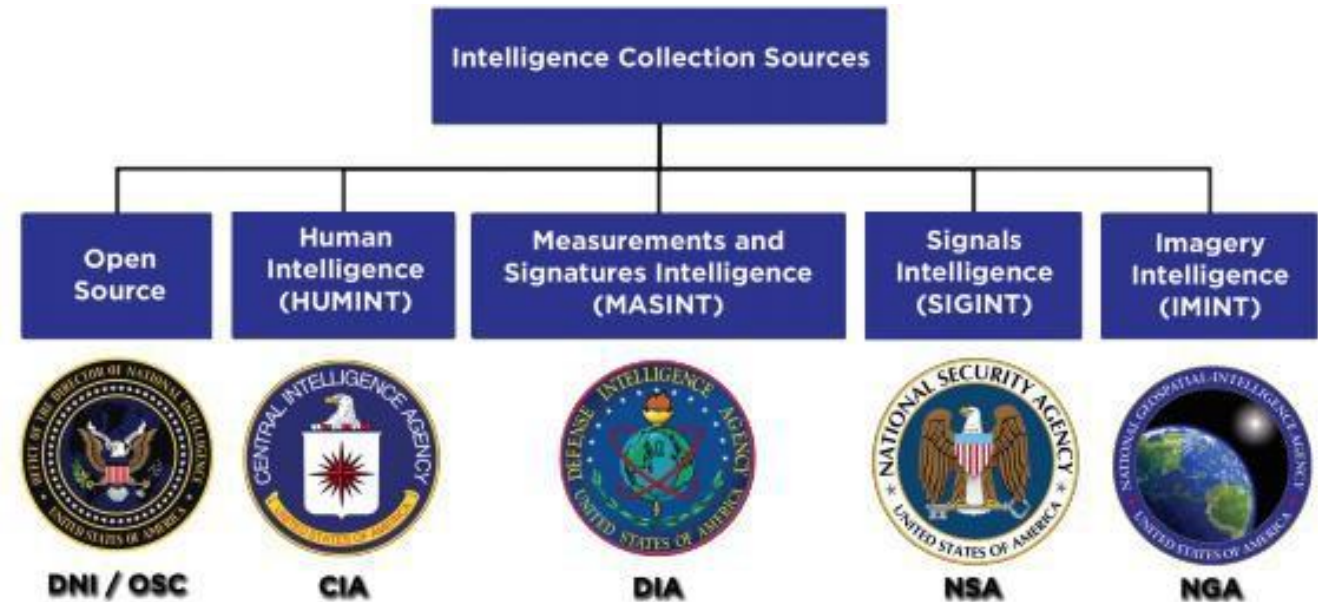 Intelligence Collection Sources
Open
Source
Human
Intelligence
(HUMINT)
Measurements and
Signatures Intelligence
(MASINT)
Signals
Intelligence
(SIGINT)
Imagery
Intelligence
(IMINT)
OFFICE OF THE DIRECTOR OF NATIONAL INTELLIGENCE
UNITED STATES OF AMERICA
CENTRAL INTELLIGENCE AGENCY
UNITED STATES OF AMERICA
DEFENSE INTELLIGENCE AGENCY
UNITED STATES OF AMERICA
NATIONAL SECURITY AGENCY
UNITED STATES OF AMERICA
NATIONAL GEOSPATIAL-INTELLIGENCE AGENCY
UNITED STATES OF AMERICA
DNI / OSC
CIA
DIA
NSA
NGA